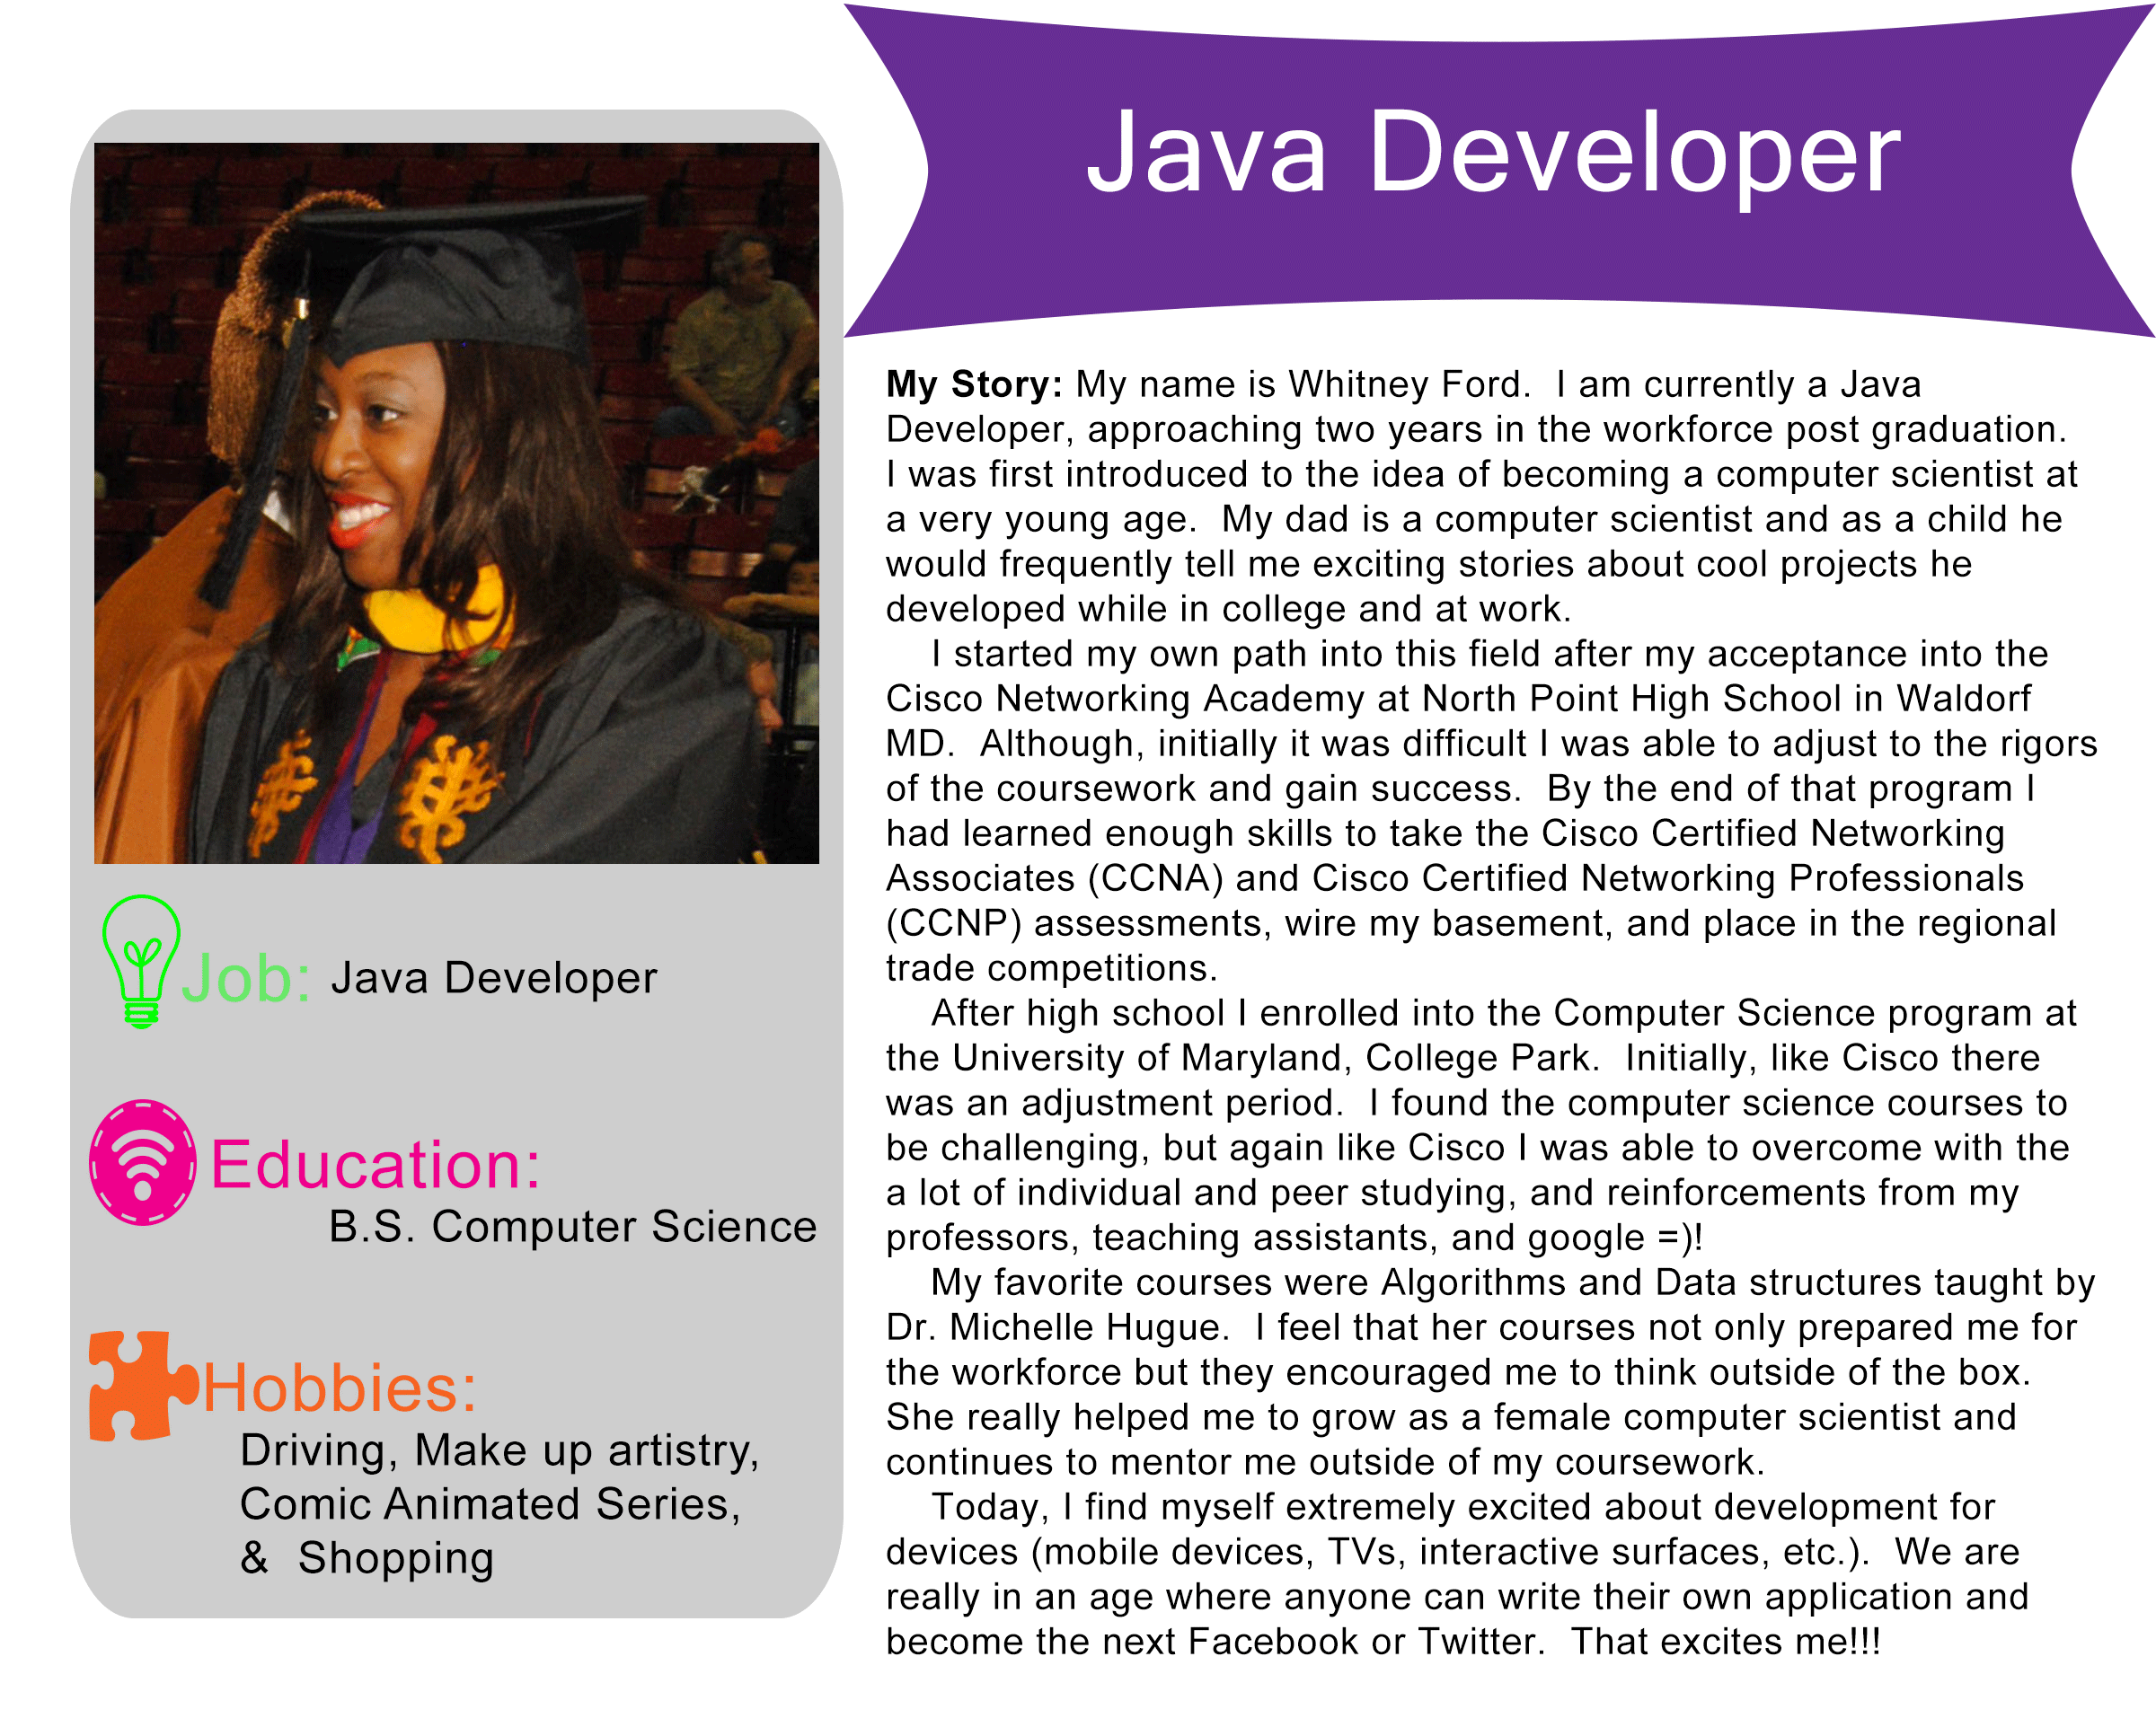 Java Developer
Job: Java Developer
Education:
B.S. Computer Science
Hobbies:
Driving, Make up artistry,
Comic Animated Series,
& Shopping
My Story: My name is Whitney Ford. I am currently a Java
Developer, approaching two years in the workforce post graduation.
I was first introduced to the idea of becoming a computer scientist at
a very young age. My dad is a computer scientist and as a child he
would frequently tell me exciting stories about cool projects he
developed while in college and at work.
I started my own path into this field after my acceptance into the
Cisco Networking Academy at North Point High School in Waldorf
MD. Although, initially it was difficult I was able to adjust to the rigors
of the coursework and gain success. By the end of that program I
had learned enough skills to take the Cisco Certified Networking
Associates (CCNA) and Cisco Certified Networking Professionals
(CCNP) assessments, wire my basement, and place in the regional
trade competitions.
After high school I enrolled into the Computer Science program at
the University of Maryland, College Park. Initially, like Cisco there
was an adjustment period. I found the computer science courses to
be challenging, but again like Cisco I was able to overcome with the
a lot of individual and peer studying, and reinforcements from my
professors, teaching assistants, and google =)!
My favorite courses were Algorithms and Data structures taught by
Dr. Michelle Hugue. I feel that her courses not only prepared me for
the workforce but they encouraged me to think outside of the box.
She really helped me to grow as a female computer scientist and
continues to mentor me outside of my coursework.
Today, I find myself extremely excited about development for
devices (mobile devices, TVs, interactive surfaces, etc.). We are
really in an age where anyone can write their own application and
become the next Facebook or Twitter. That excites me!!!